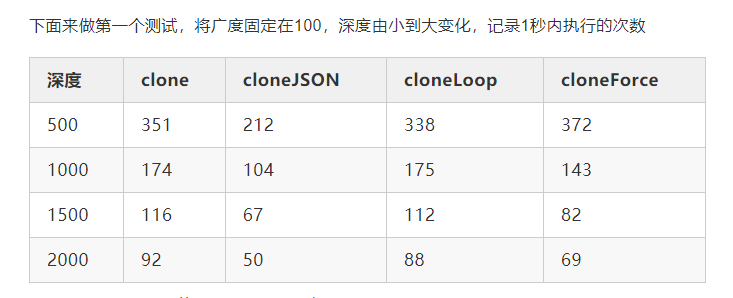 下面来做第一个测试，将广度固定在100，深度由小到大变化，记录1秒内执行的次数
深度 clone cloneJSON cloneLoop cloneForce
500 351 212 338 372
1000 174 104 175 143
1500 116 67 112 82
2000 92 50 88 69